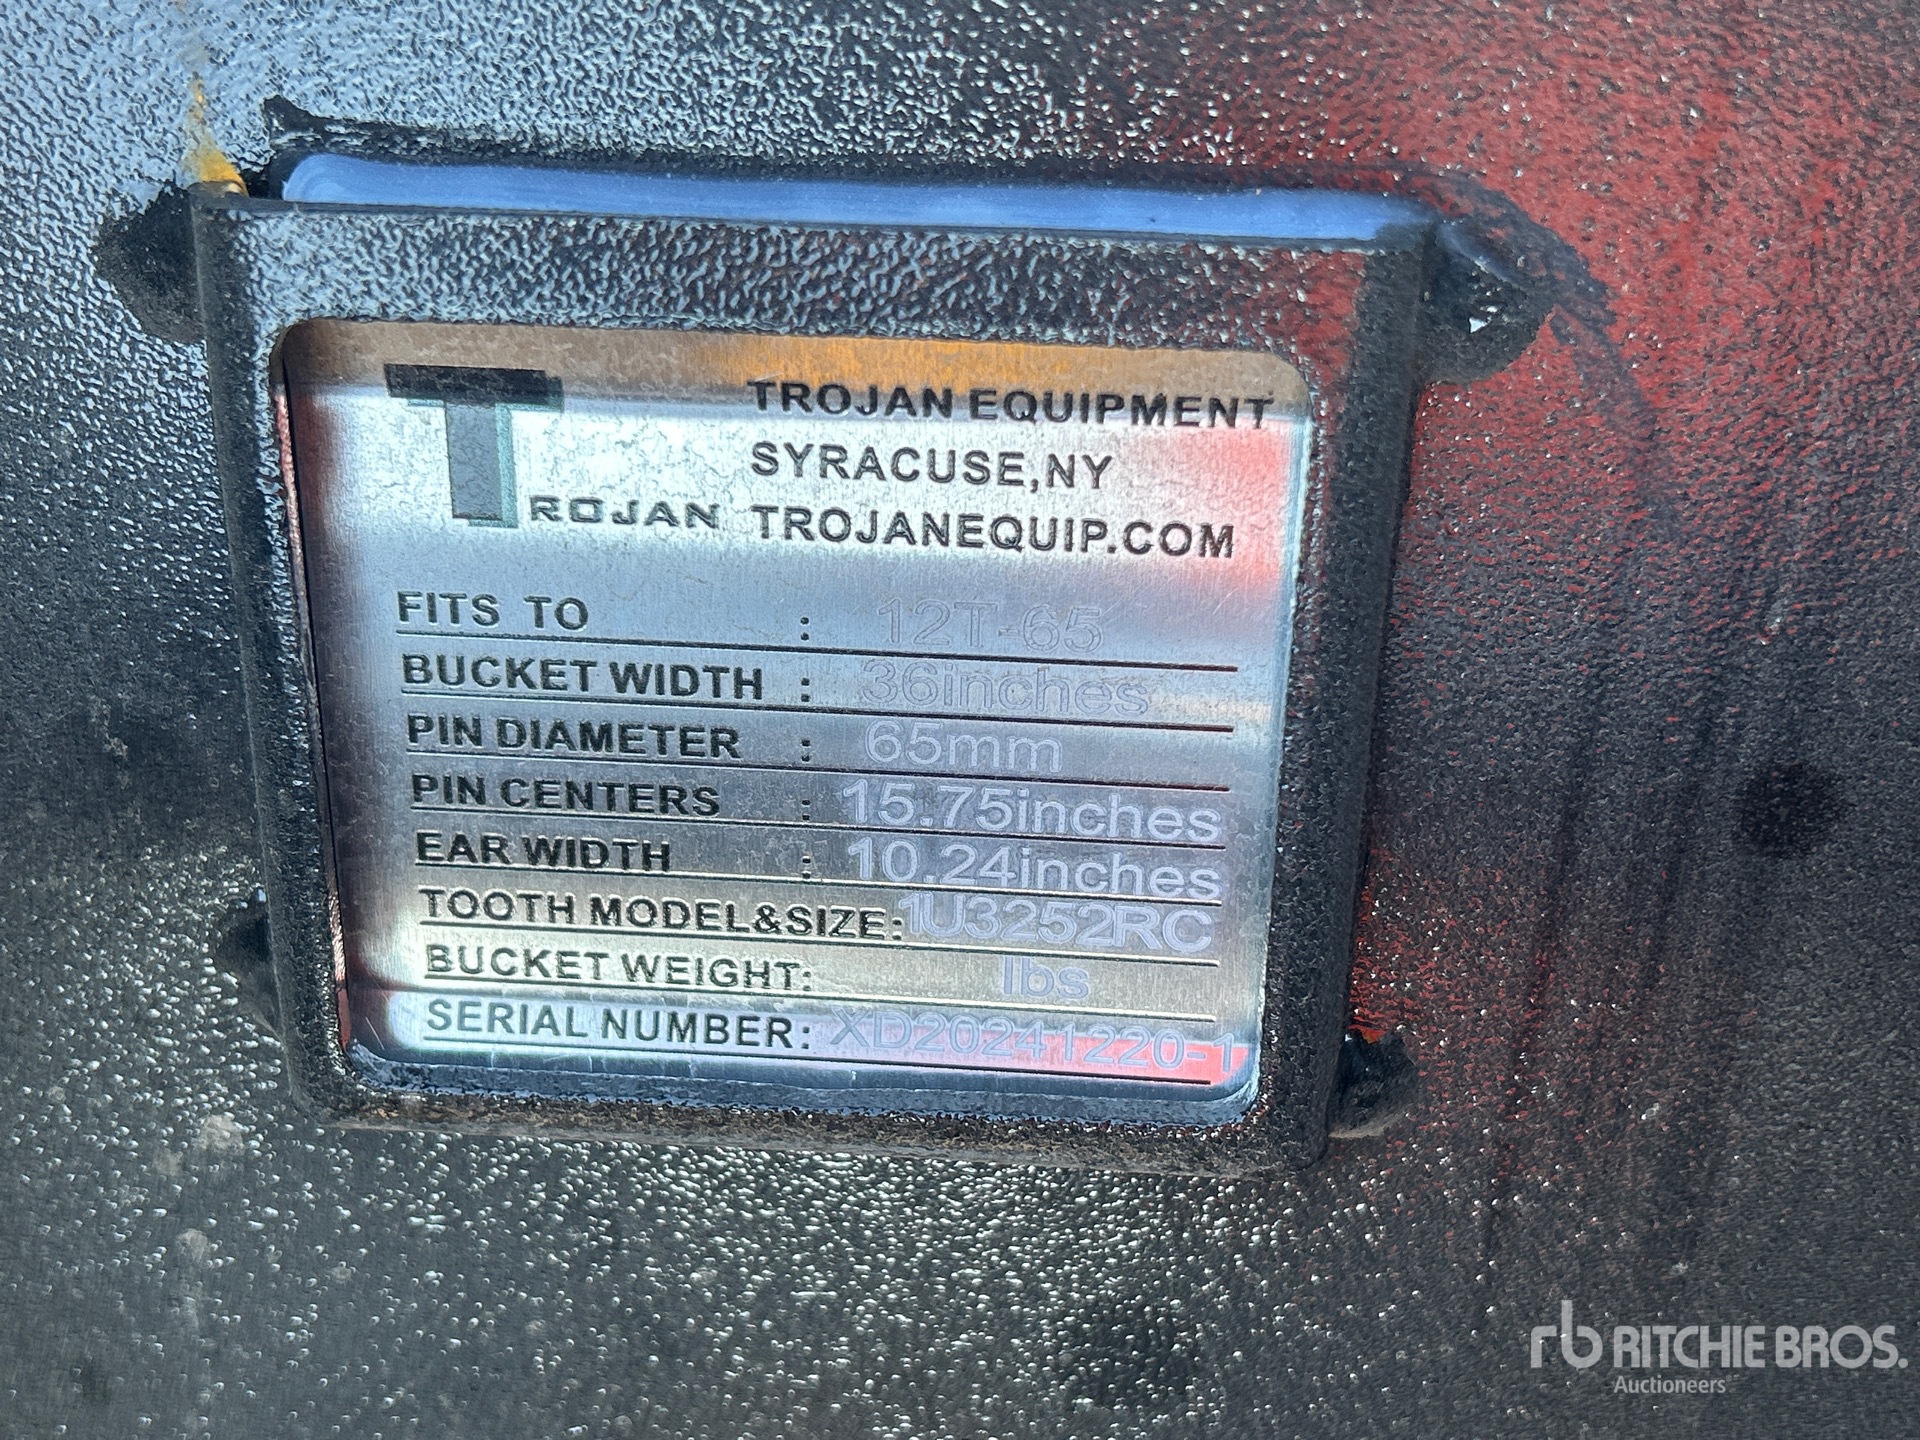 TROJAN
TROJAN EQUIPMENT
SYRACUSE,NY
TROJANEQUIP.COM
FITS TO : 12T-65
BUCKET WIDTH : 36inches
PIN DIAMETER : 65mm
PIN CENTERS : 15.75inches
EAR WIDTH : 10.24inches
TOOTH MODEL&SIZE: 1U3252RC
BUCKET WEIGHT: lbs
SERIAL NUMBER: XD20241220-1
rb RITCHIE BROS.
Auctioneers